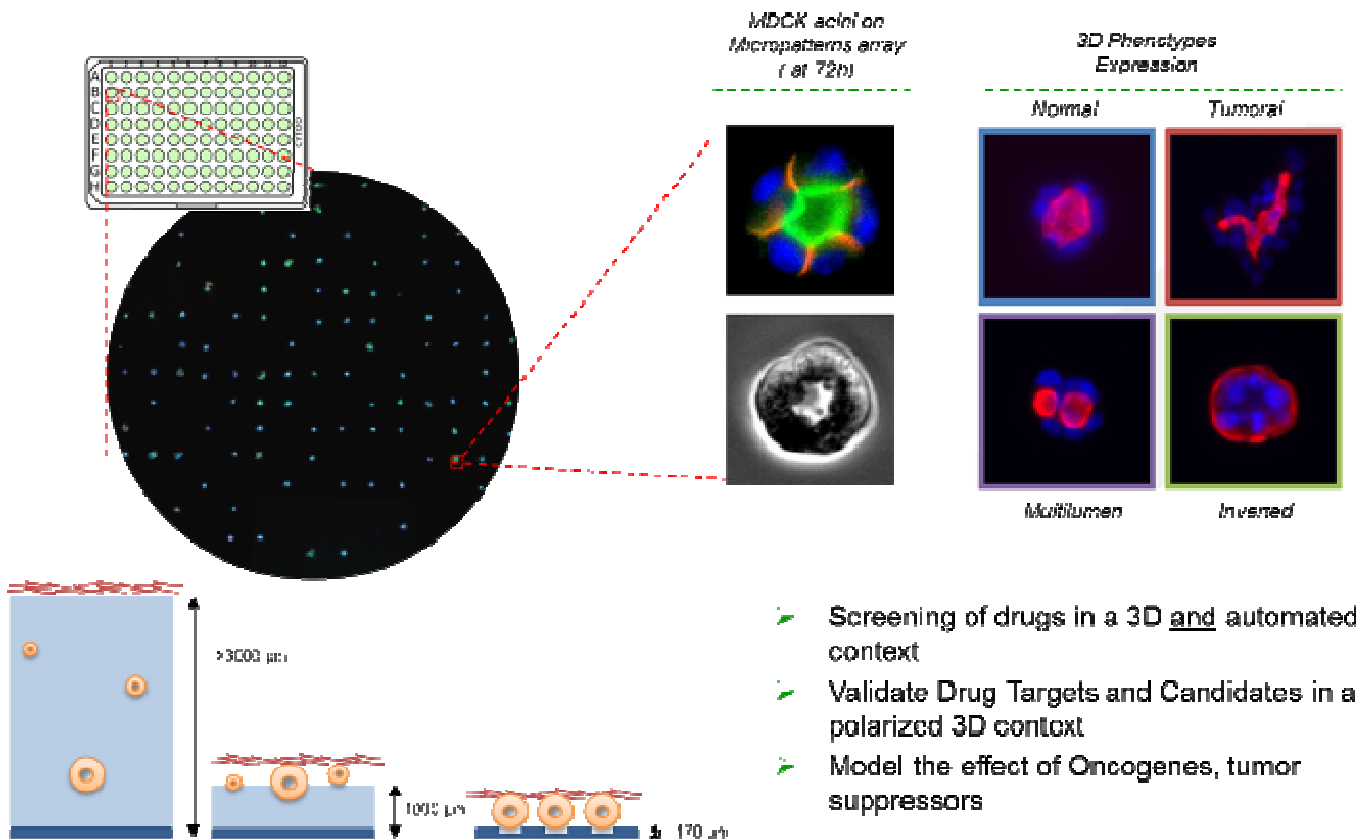 MDCK acini on
Micropatterns array
( at 72h)
3D Phenotypes
Expression
Normal
Tumoral
A
B
C
D
E
F
G
H
CYTOO
Multilumen
Inverted
>3000 µm
1000 µm
170 µm
Screening of drugs in a 3D and automated
context
Validate Drug Targets and Candidates in a
polarized 3D context
Model the effect of Oncogenes, tumor
suppressors